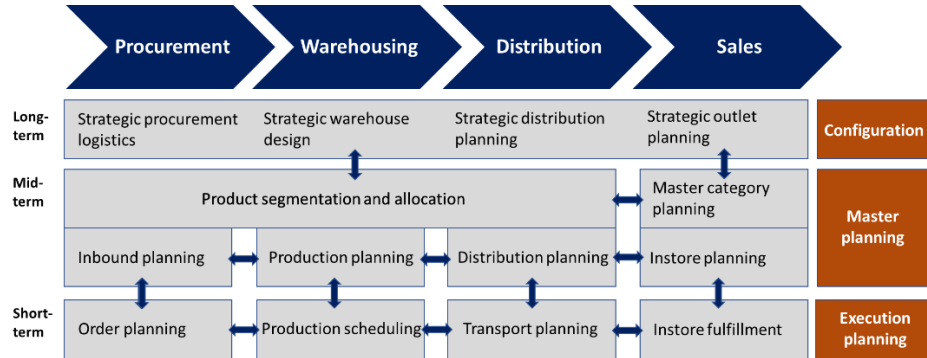 Procurement
Warehousing
Distribution
Sales
Long-
term
Strategic procurement
logistics
Strategic warehouse
design
Strategic distribution
planning
Strategic outlet
planning
Configuration
Mid-
term
Product segmentation and allocation
Master category
planning
Master
planning
Inbound planning
Production planning
Distribution planning
Instore planning
Short-
term
Order planning
Production scheduling
Transport planning
Instore fulfillment
Execution
planning